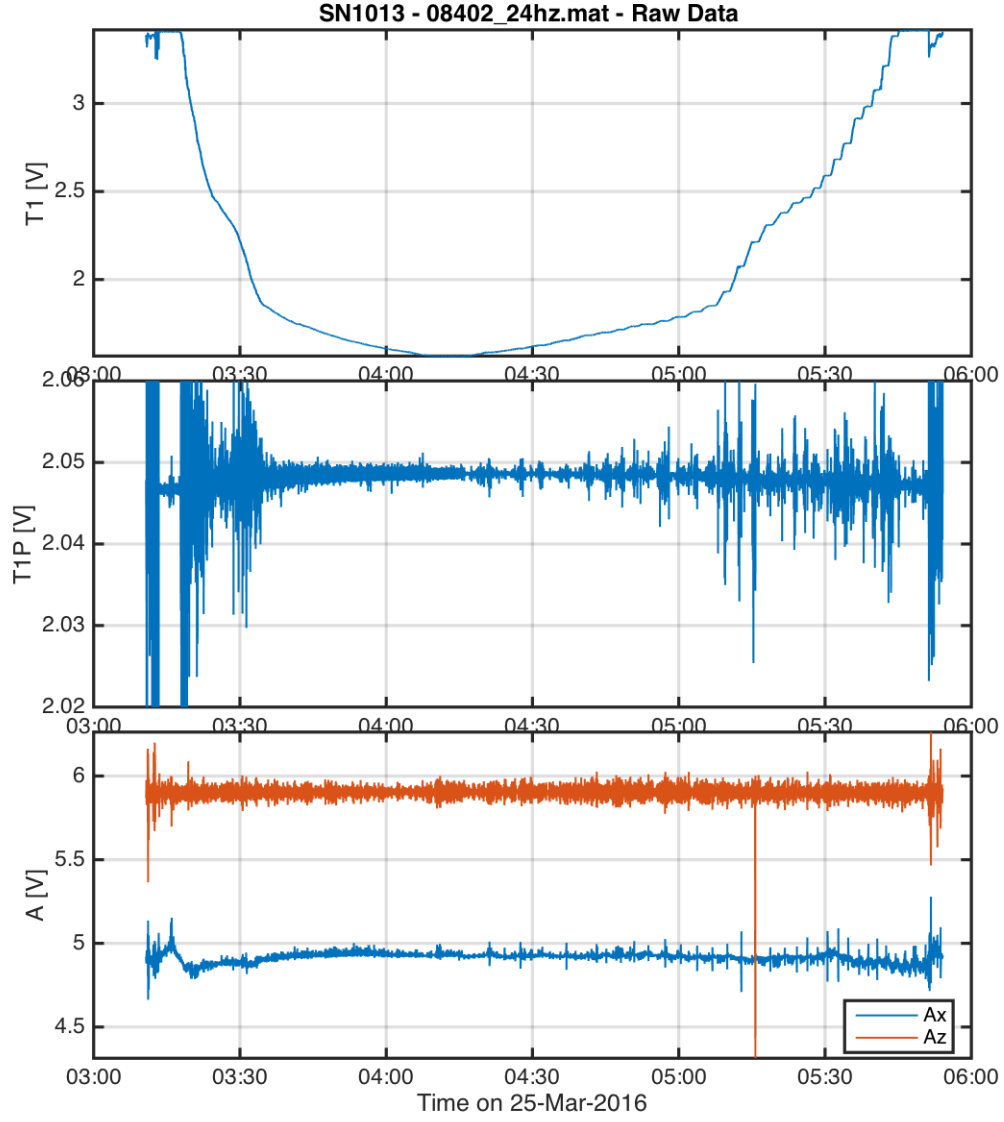 SN1013 - 08402_24hz.mat - Raw Data
T1 [V]
3
2.5
2
03:00 03:30 04:00 04:30 05:00 05:30 06:00
T1P [V]
2.06
2.05
2.04
2.03
2.02
03:00 03:30 04:00 04:30 05:00 05:30 06:00
A [V]
6
5.5
5
4.5
Ax
Az
03:00 03:30 04:00 04:30 05:00 05:30 06:00
Time on 25-Mar-2016